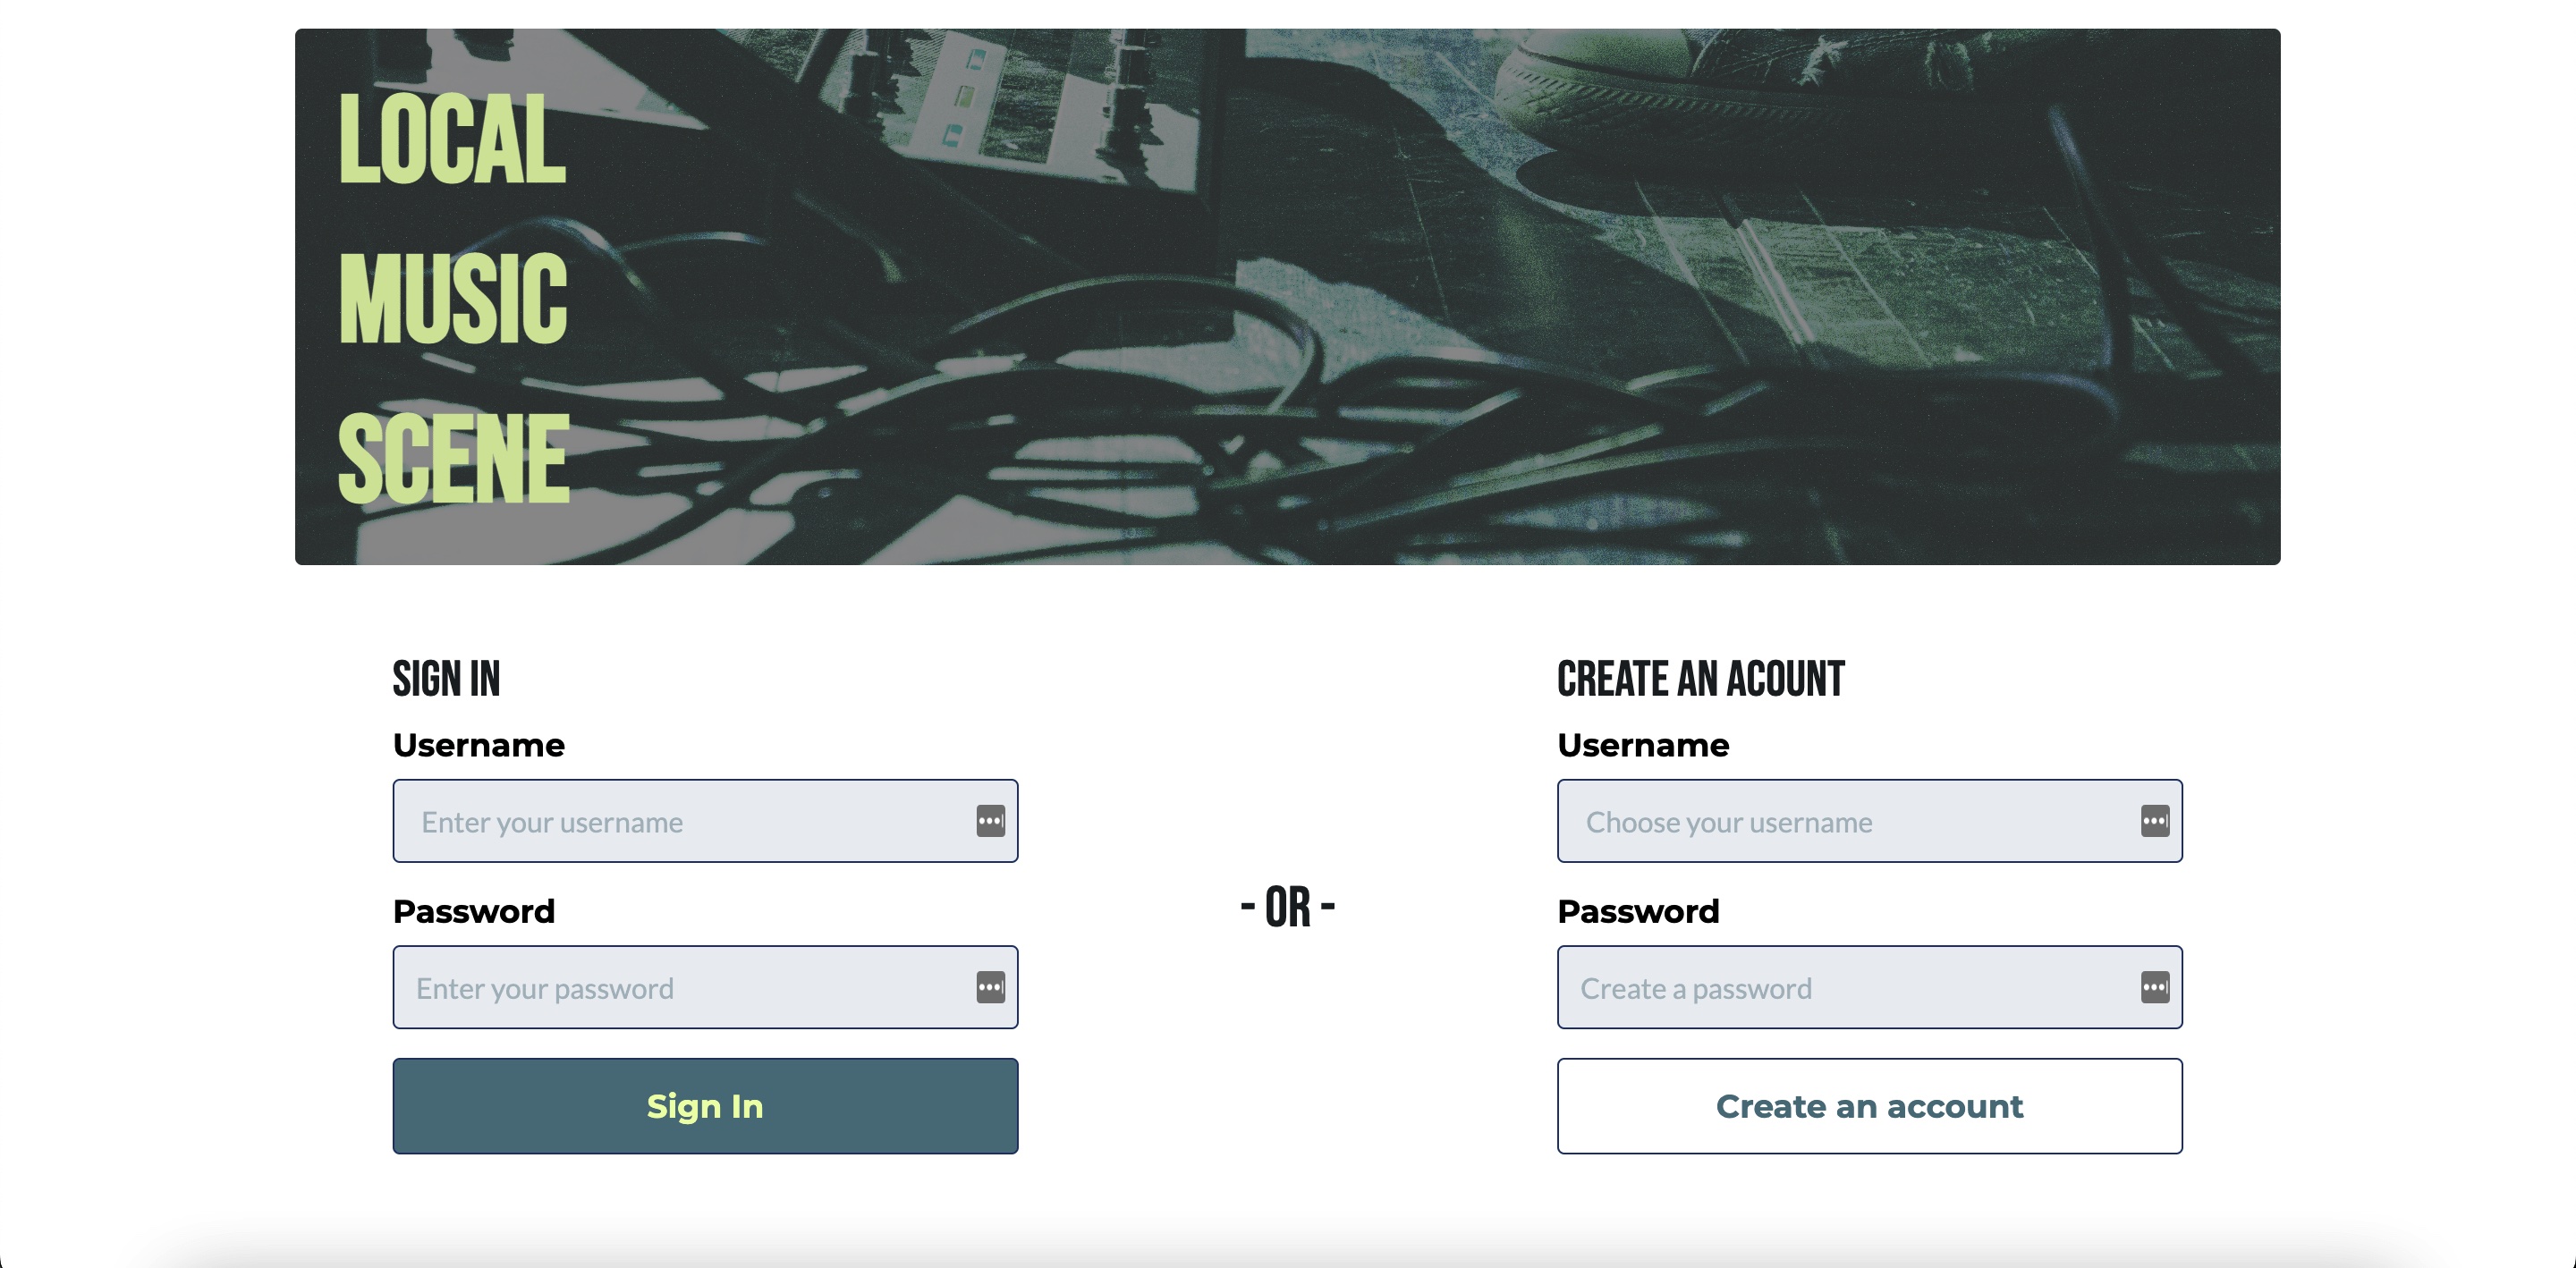 LOCAL
MUSIC
SCENE
SIGN IN
Username
Enter your username
Password
Enter your password
Sign In
- OR -
CREATE AN ACOUNT
Username
Choose your username
Password
Create a password
Create an account